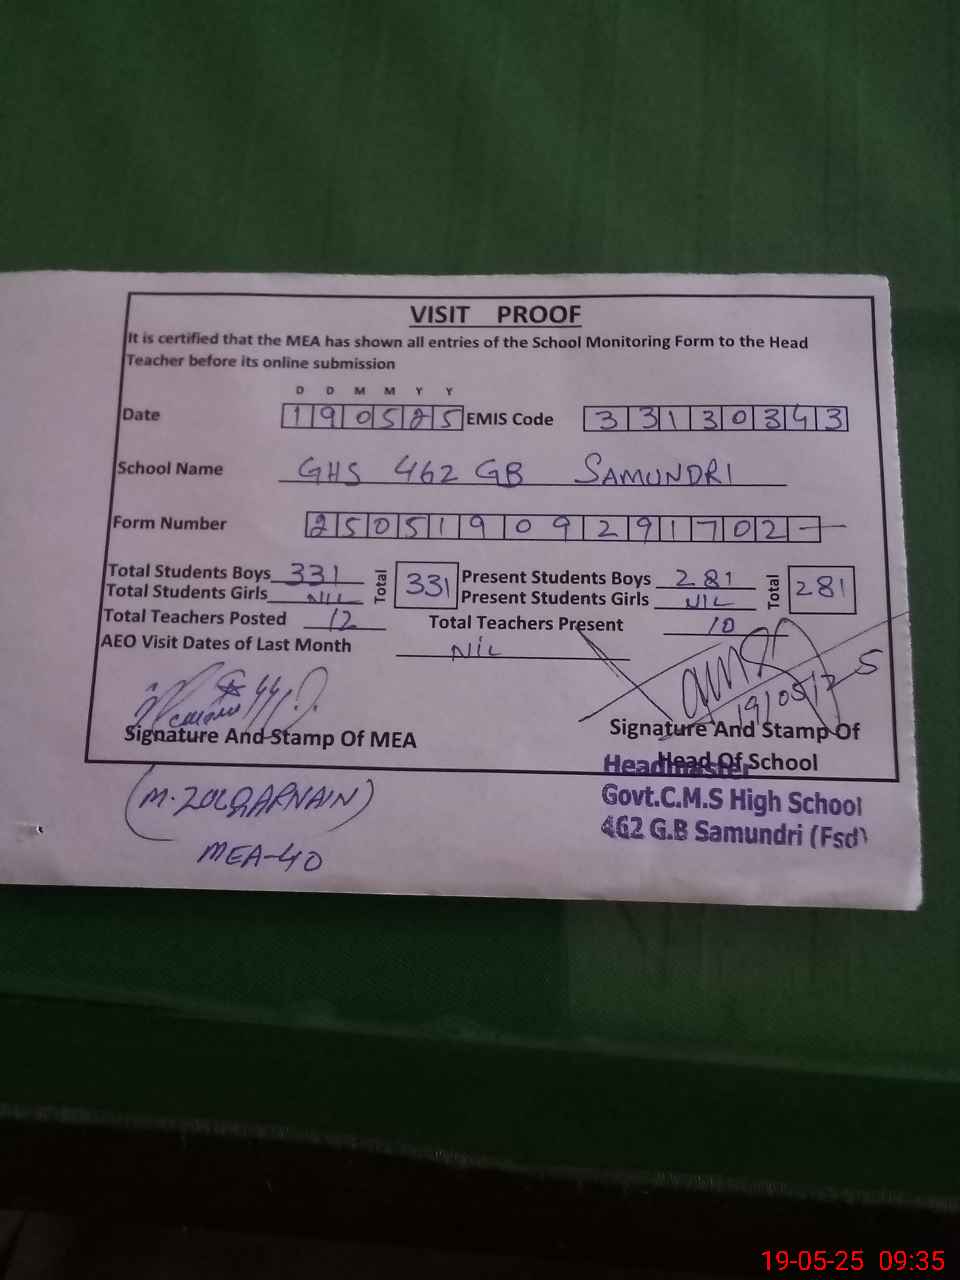 VISIT PROOF
It is certified that the MEA has shown all entries of the School Monitoring Form to the Head
Teacher before its online submission
D D M M Y Y
Date 190525 EMIS Code 33130343
School Name GHS 462 GB SAMUNDRI
Form Number 25051909291702-
Total Students Boys 331 Total 331 Present Students Boys 281 Total 281
Total Students Girls NIL Present Students Girls NIL
Total Teachers Posted 12 Total Teachers Present 10
AEO Visit Dates of Last Month NIL
19/05/25
Signature And Stamp Of MEA Signature And Stamp Of
Head Of School
Headmaster
(M. ZULQARNAIN) Govt.C.M.S High School
MEA-40 462 G.B Samundri (Fsd)
19-05-25 09:35